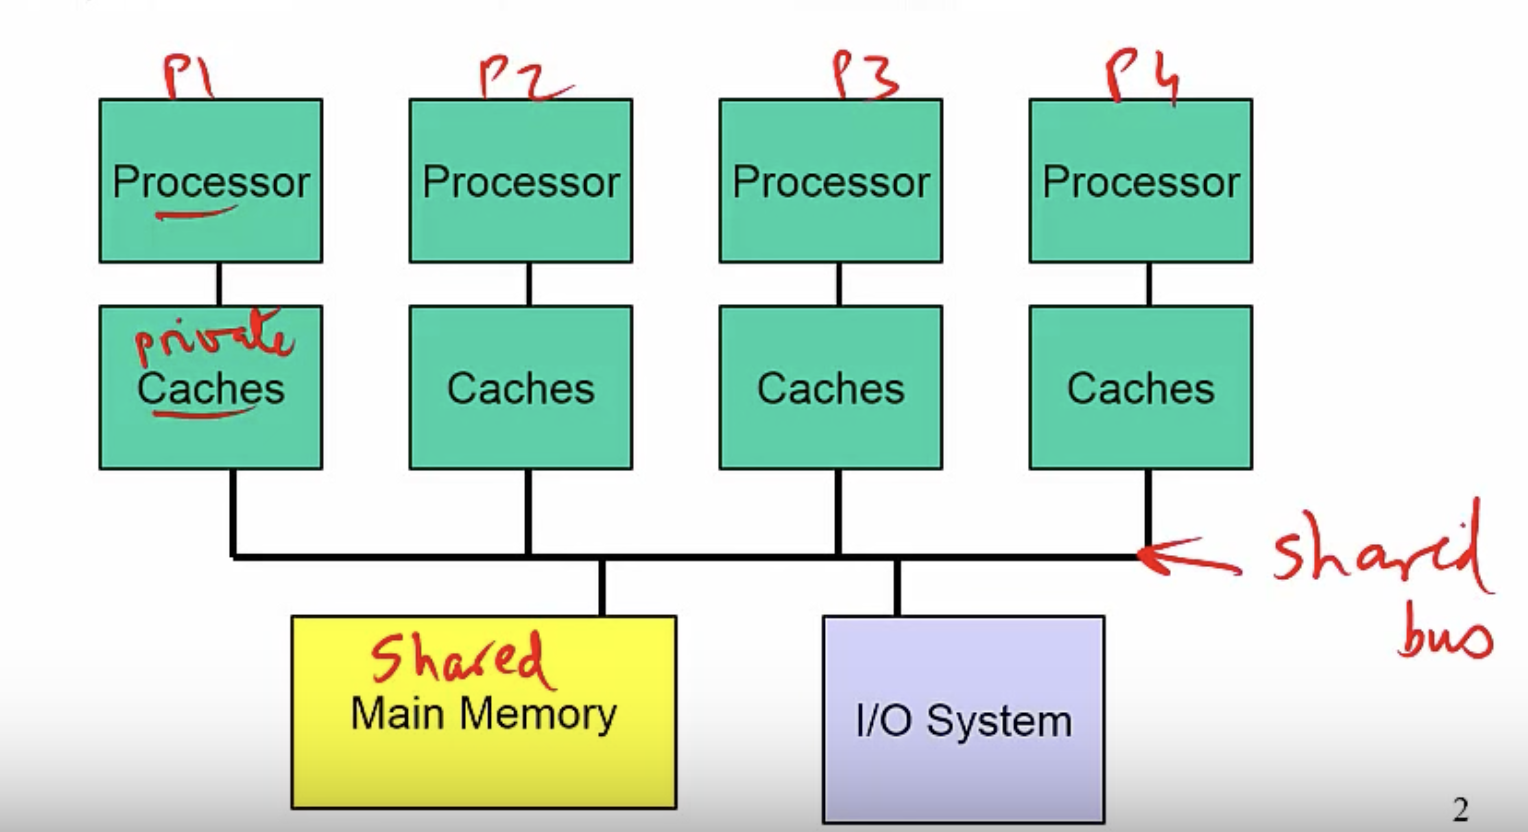 P1 P2 P3 P4
Processor Processor Processor Processor
private
Caches Caches Caches Caches
shared
bus
Shared
Main Memory I/O System
2